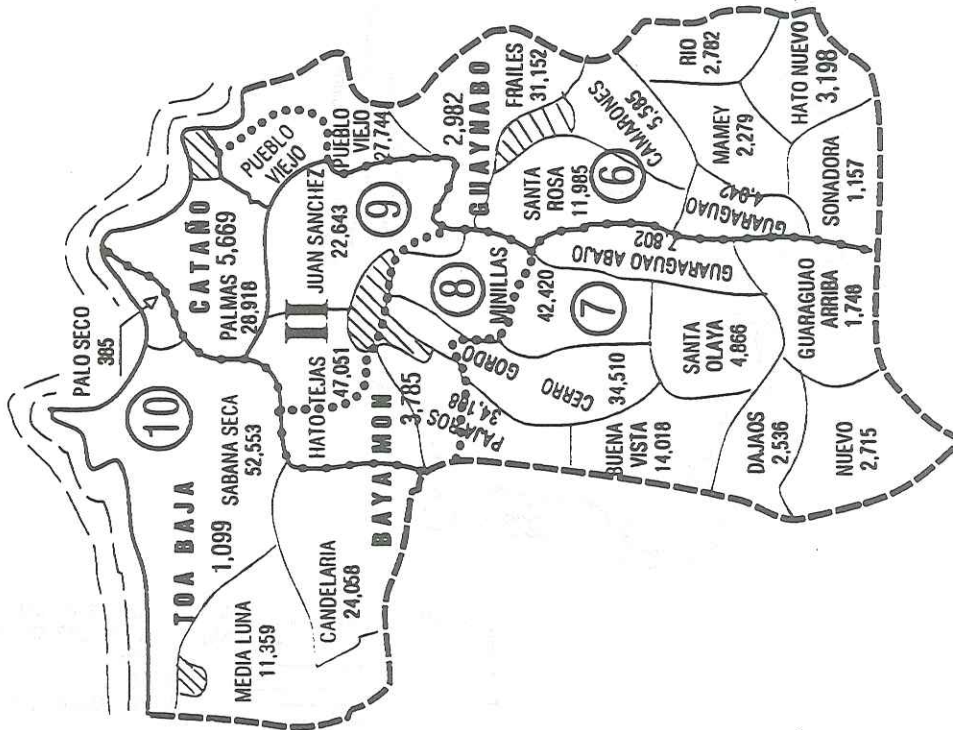 PALO SECO
385
10
TOA BAJA
1,099
SABANA SECA
52,553
MEDIA LUNA
11,359
CANDELARIA
24,058
CATAÑO
5,669
PALMAS
28,918
PUEBLO
VIEJO
PUEBLO
VIEJO
27,744
II
JUAN SANCHEZ
22,643
9
HATO TEJAS
47,051
BAYAMON
3,785
PAJAROS
34,188
8
MINILLAS
42,420
CERRO GORDO
34,510
7
BUENA
VISTA
14,018
SANTA
OLAYA
4,866
DAJAOS
2,536
NUEVO
2,715
GUARAGUAO
ARRIBA
1,746
GUARAGUAO ABAJO
7,802
GUAYNABO
2,982
FRAILES
31,152
SANTA
ROSA
11,985
6
CAMARONES
5,585
GUARAGUAO
4,942
RIO
2,782
MAMEY
2,279
HATO NUEVO
3,198
SONADORA
1,157